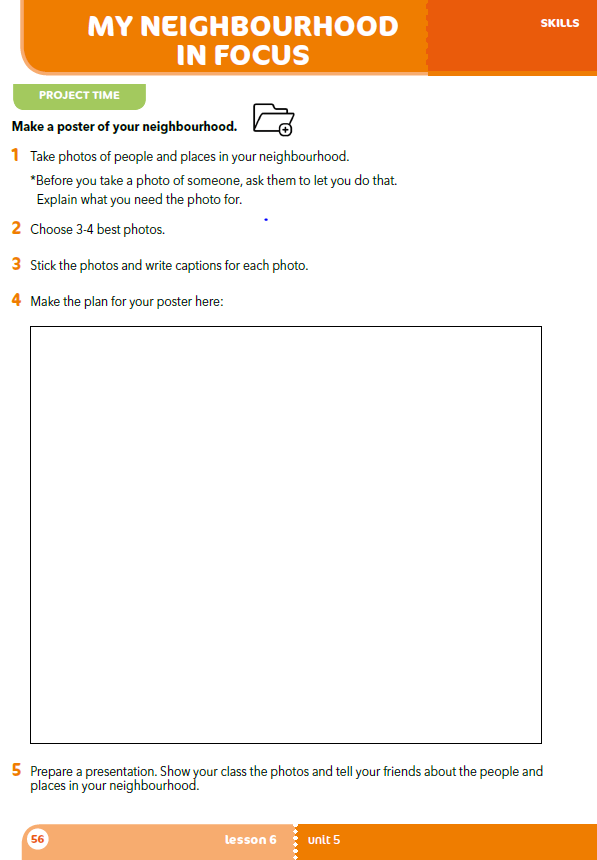 MY NEIGHBOURHOOD
IN FOCUS
SKILLS
PROJECT TIME
Make a poster of your neighbourhood.
1 Take photos of people and places in your neighbourhood.
*Before you take a photo of someone, ask them to let you do that.
Explain what you need the photo for.
2 Choose 3-4 best photos.
3 Stick the photos and write captions for each photo.
4 Make the plan for your poster here:
5 Prepare a presentation. Show your class the photos and tell your friends about the people and
places in your neighbourhood.
56 lesson 6 unit 5